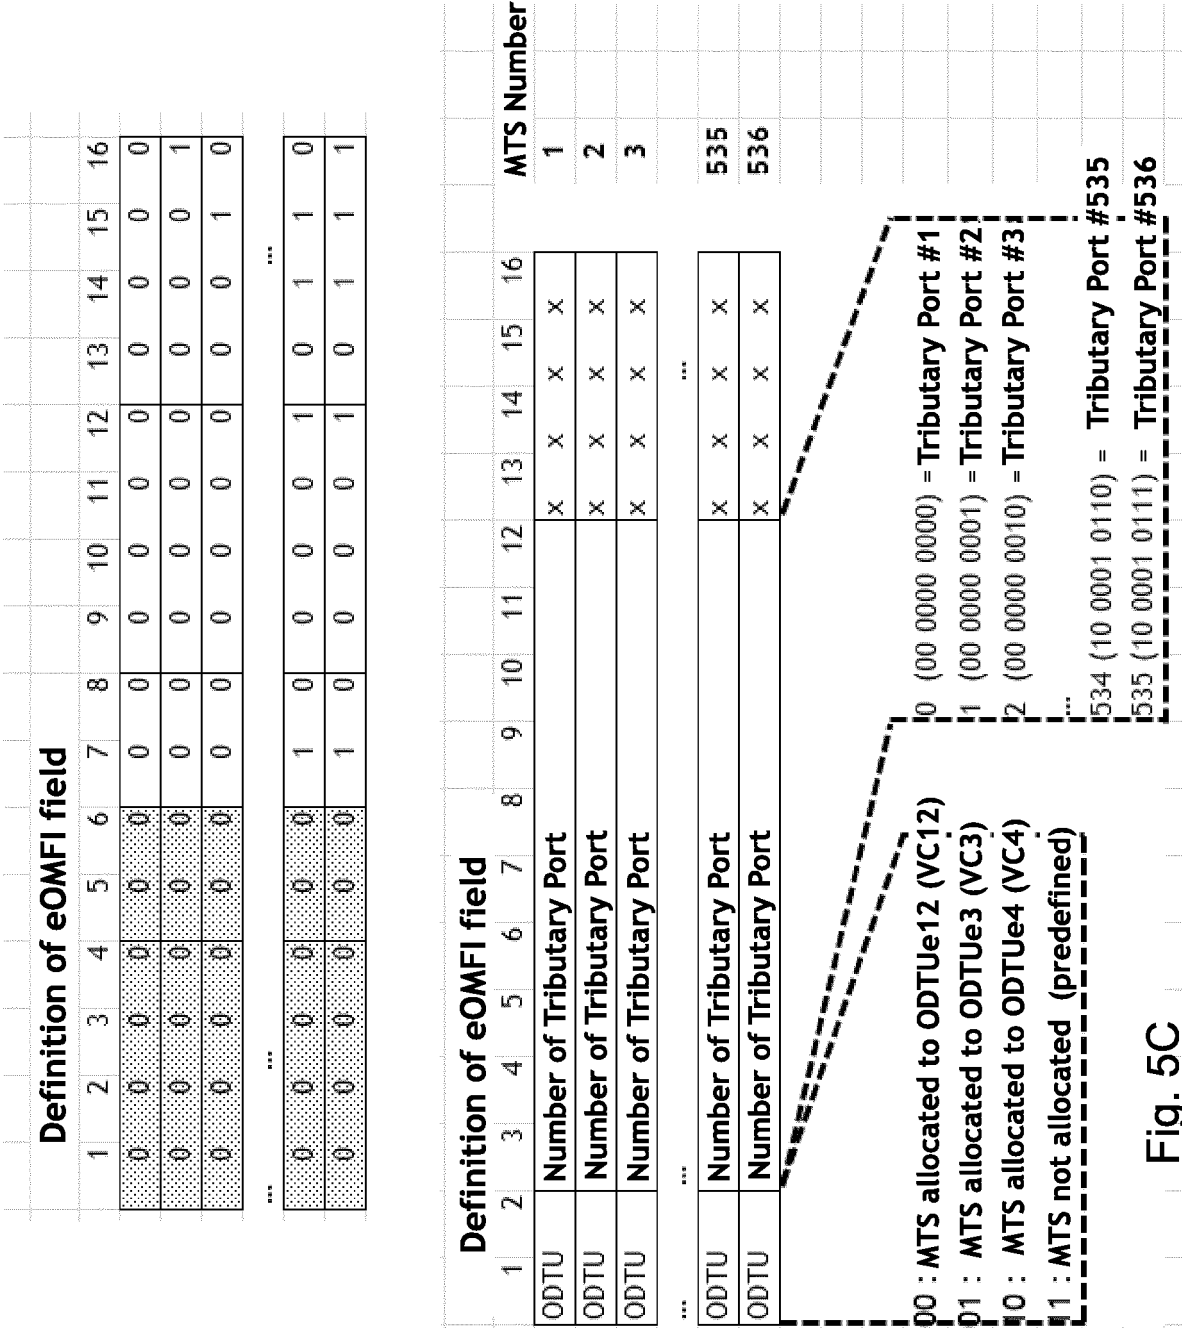 Definition of eOMFI field
1 2 3 4 5 6 7 8 9 10 11 12 13 14 15 16
0 0 0 0 0 0 0 0 0 0 0 0 0 0 0 0
0 0 0 0 0 0 0 0 0 0 0 0 0 0 0 1
0 0 0 0 0 0 0 0 0 0 0 0 0 0 1 0
... ... ...
0 0 0 0 0 0 1 0 0 0 0 1 0 1 1 0
0 0 0 0 0 0 1 0 0 0 0 1 0 1 1 1
Definition of eOMFI field
1 2 3 4 5 6 7 8 9 10 11 12 13 14 15 16 MTS Number
ODTU Number of Tributary Port x x x x 1
ODTU Number of Tributary Port x x x x 2
ODTU Number of Tributary Port x x x x 3
... ... ...
ODTU Number of Tributary Port x x x x 535
ODTU Number of Tributary Port x x x x 536
00 : MTS allocated to ODTUe12 (VC12)
01 : MTS allocated to ODTUe3 (VC3)
10 : MTS allocated to ODTUe4 (VC4)
11 : MTS not allocated (predefined)
0 (00 0000 0000) = Tributary Port #1
1 (00 0000 0001) = Tributary Port #2
2 (00 0000 0010) = Tributary Port #3
...
534 (10 0001 0110) = Tributary Port #535
535 (10 0001 0111) = Tributary Port #536
Fig. 5C